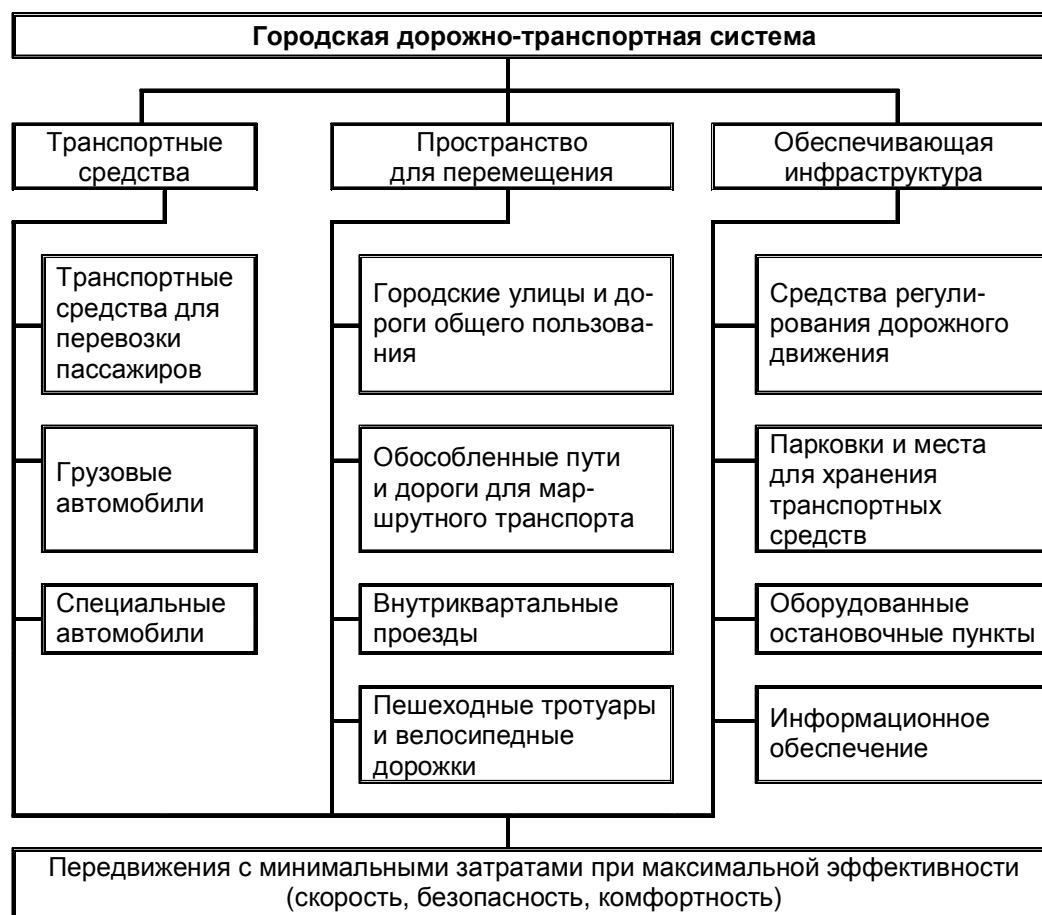 Городская дорожно-транспортная система
Транспортные
средства
Пространство
для перемещения
Обеспечивающая
инфраструктура
Транспортные
средства для
перевозки
пассажиров
Городские улицы и до-
роги общего пользова-
ния
Средства регули-
рования дорожного
движения
Грузовые
автомобили
Обособленные пути
и дороги для мар-
шрутного транспорта
Парковки и места
для хранения
транспортных
средств
Специальные
автомобили
Внутриквартальные
проезды
Оборудованные
остановочные пункты
Пешеходные тротуары
и велосипедные
дорожки
Информационное
обеспечение
Передвижения с минимальными затратами при максимальной эффективности
(скорость, безопасность, комфортность)